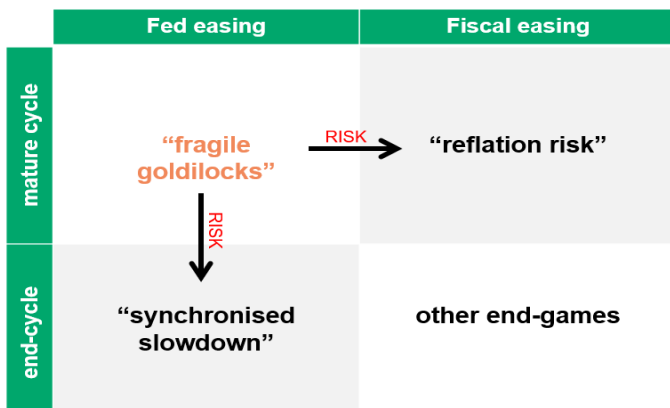 Fed easing
Fiscal easing
mature cycle
“fragile
goldilocks”
RISK
“reflation risk”
RISK
end-cycle
“synchronised
slowdown”
other end-games